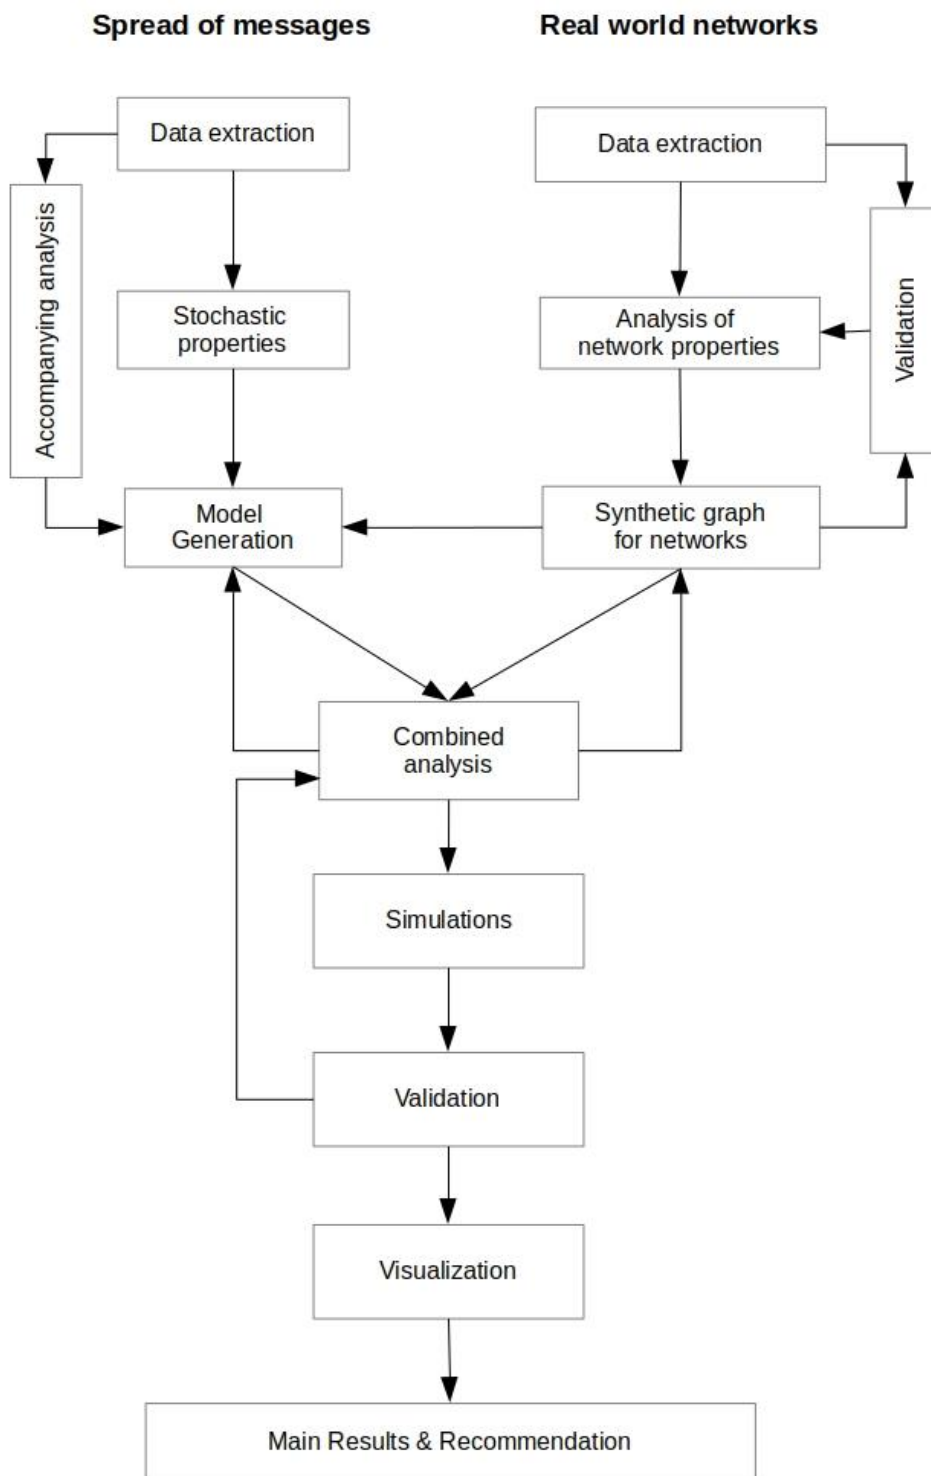 Spread of messages
Real world networks
Data extraction
Data extraction
Accompanying analysis
Stochastic
properties
Analysis of
network properties
Validation
Model
Generation
Synthetic graph
for networks
Combined
analysis
Simulations
Validation
Visualization
Main Results & Recommendation